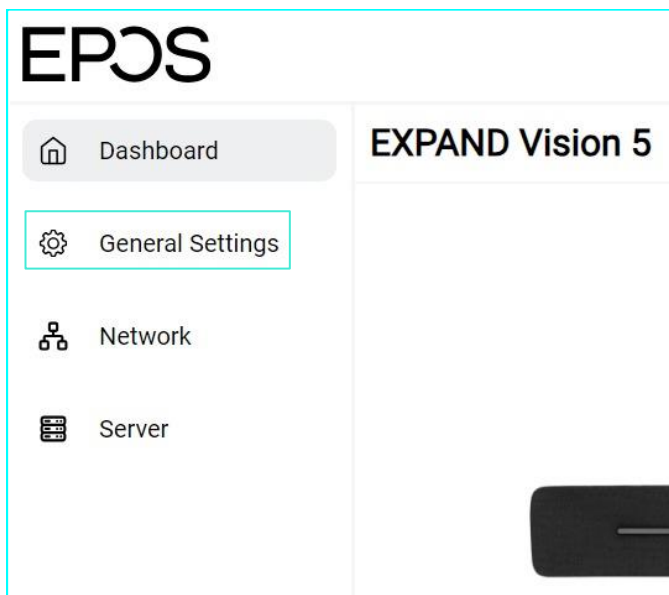 EPOS
Dashboard
EXPAND Vision 5
General Settings
Network
Server